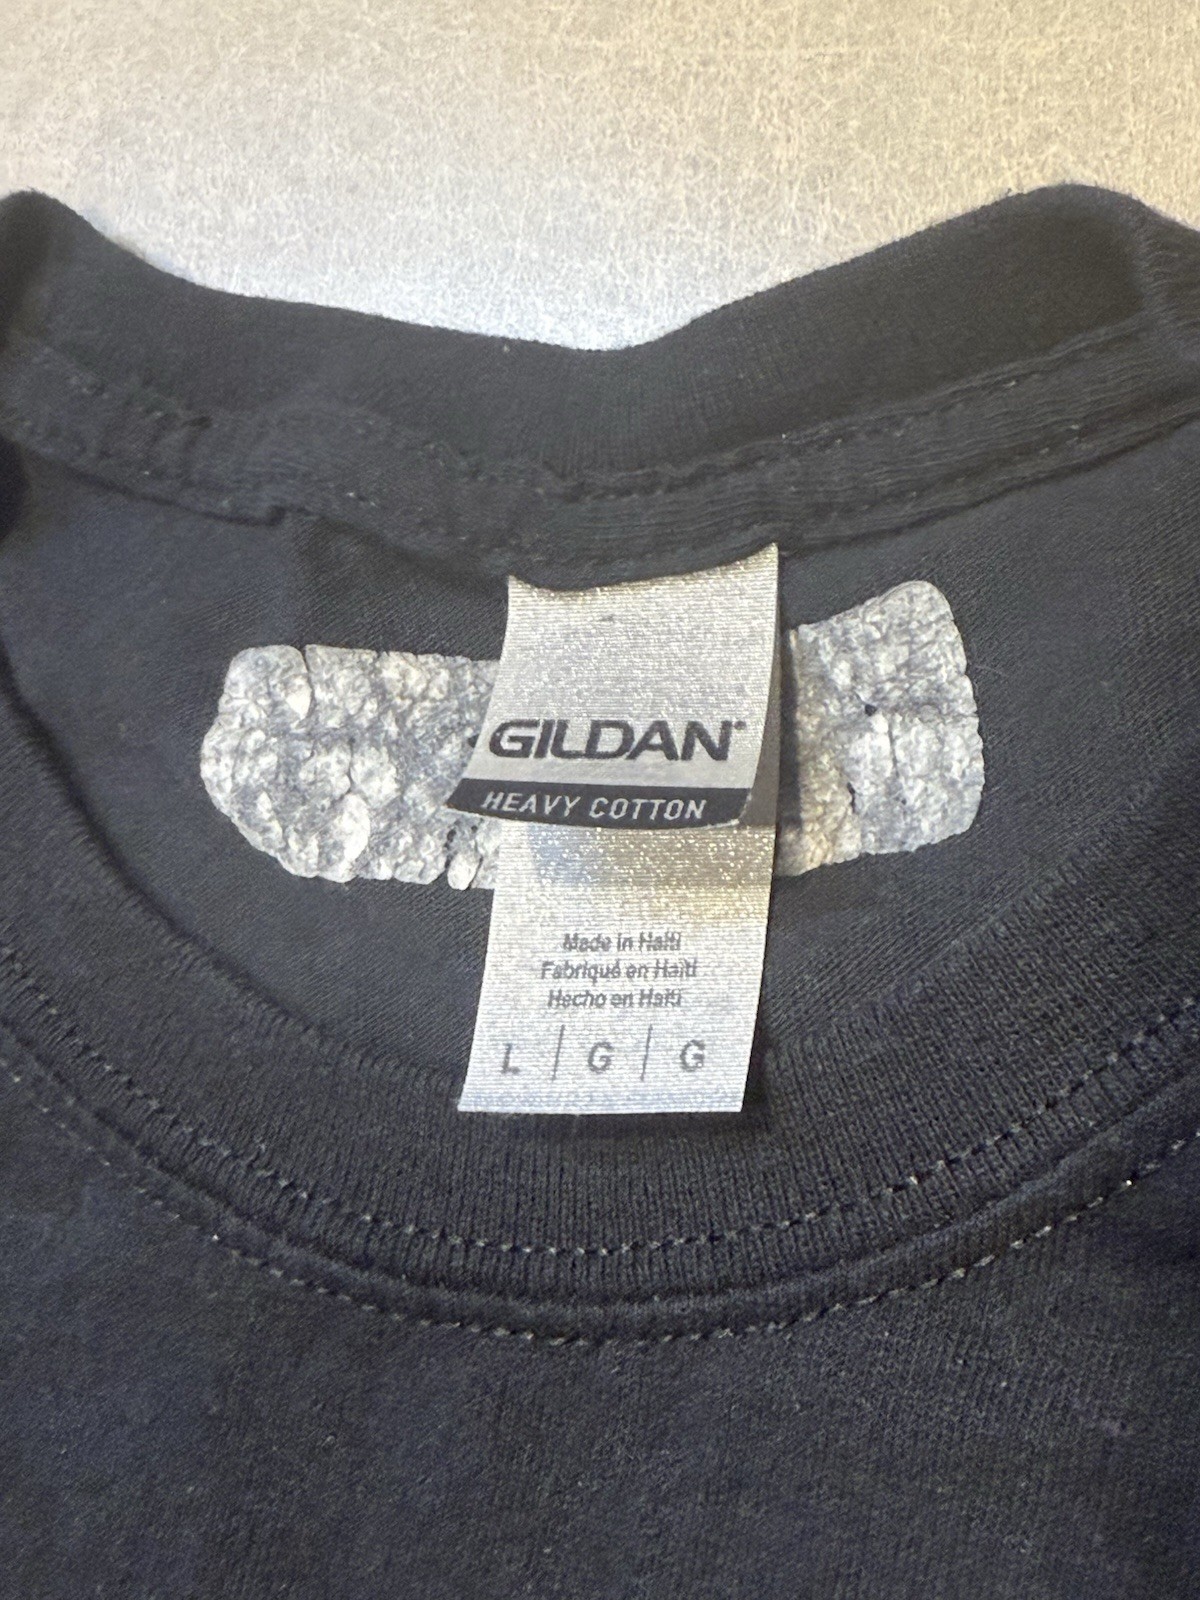 GILDAN®
HEAVY COTTON
Made in Haiti
Fabriqué en Haïti
Hecho en Haití
L | G | G